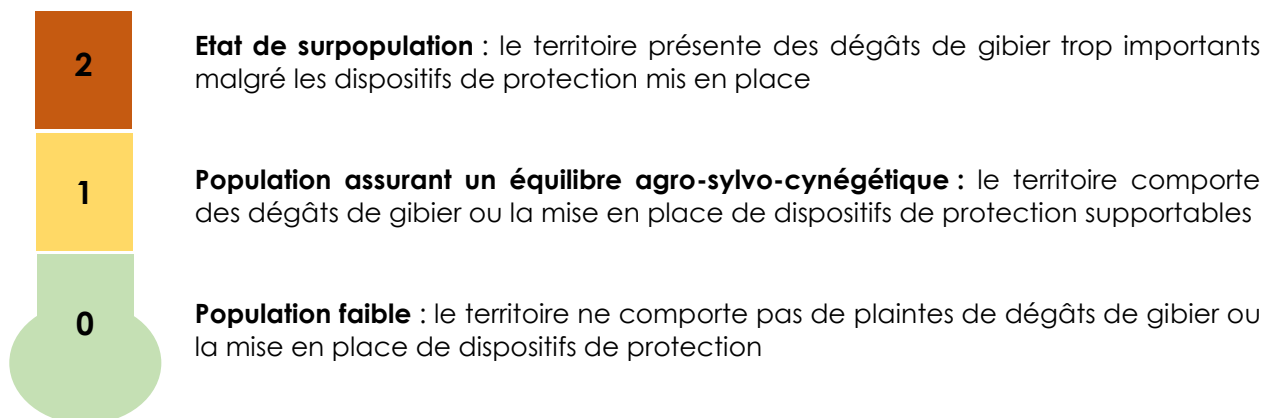 2
Etat de surpopulation : le territoire présente des dégâts de gibier trop importants
malgré les dispositifs de protection mis en place
1
Population assurant un équilibre agro-sylvo-cynégétique : le territoire comporte
des dégâts de gibier ou la mise en place de dispositifs de protection supportables
0
Population faible : le territoire ne comporte pas de plaintes de dégâts de gibier ou
la mise en place de dispositifs de protection